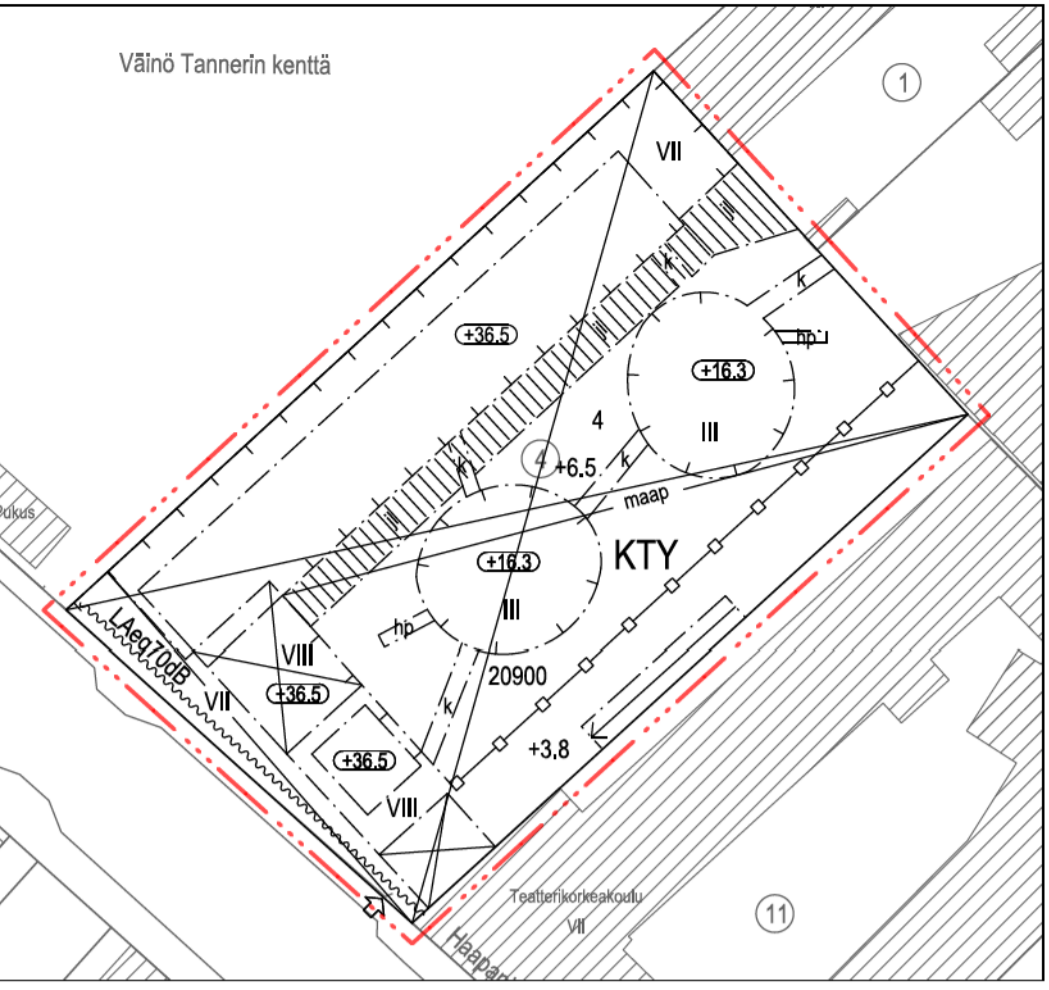 Väinö Tannerin kenttä
1
VII
k
k
+36.5
hp
+16.3
4
III
4
+6.5
k
k
maap
ukus
KTY
+16.3
III
LAeq70dB
hp
VIII
20900
VII
+36.5
k
+3,8
+36.5
VIII
Teatterikorkeakoulu
VII
11
Haapan